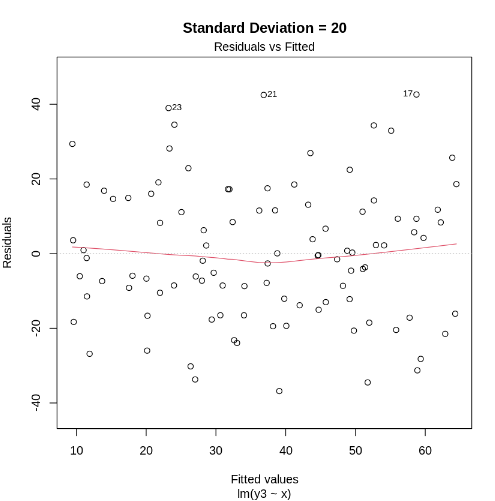 Standard Deviation = 20
Residuals vs Fitted
Residuals
40
20
0
-20
-40
23
21
17
10
20
30
40
50
60
Fitted values
lm(y3 ~ x)